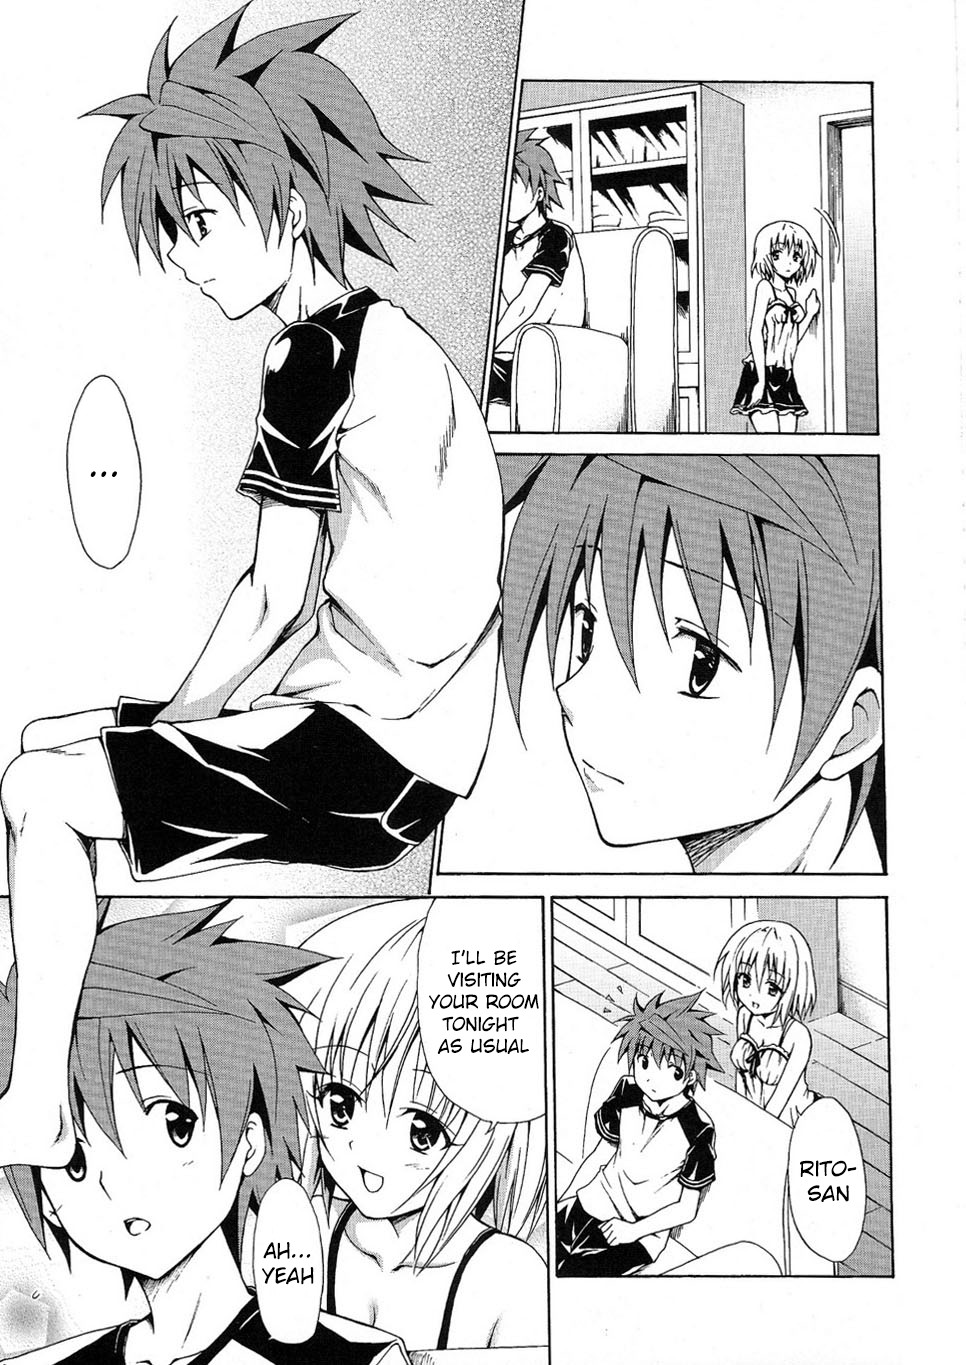 ...
RITO-
SAN
I'LL BE
VISITING
YOUR ROOM
TONIGHT
AS USUAL
AH...
YEAH